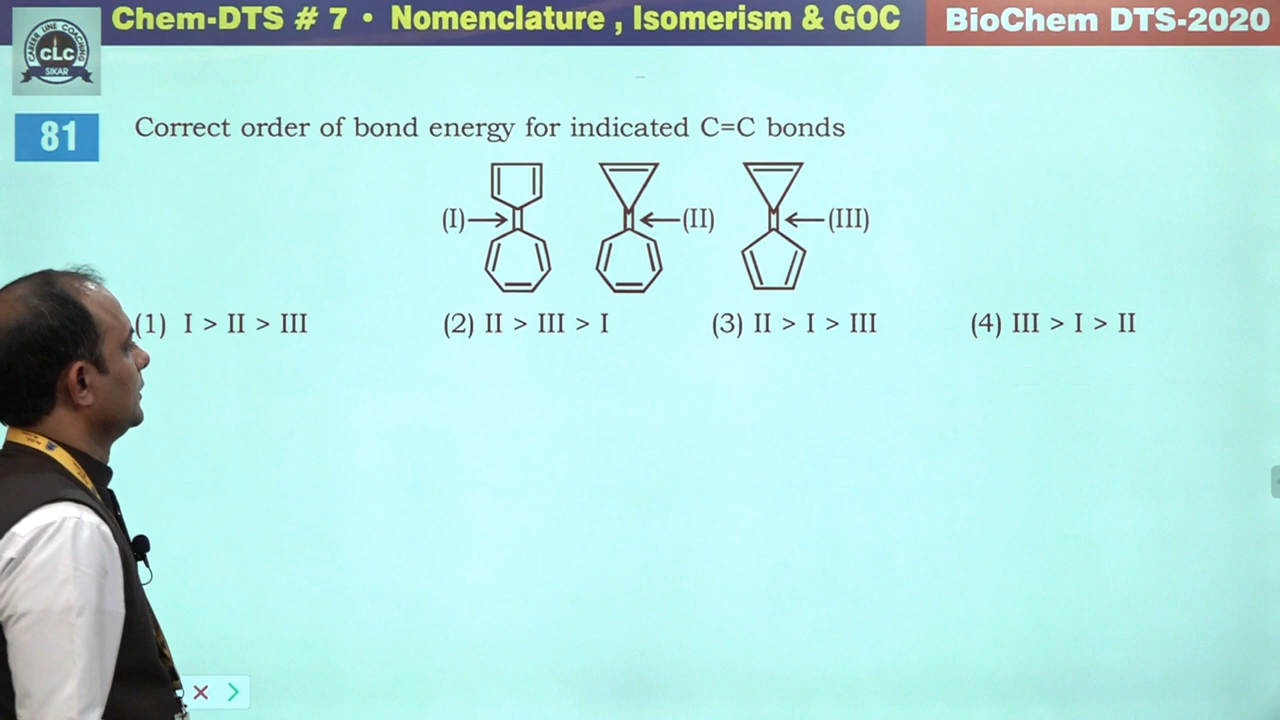 Chem-DTS # 7 • Nomenclature , Isomerism & GOC
BioChem DTS-2020
CAREER LINE COACHING
CLC
SIKAR
81
Correct order of bond energy for indicated C=C bonds
(I) (II) (III)
(1) I > II > III (2) II > III > I (3) II > I > III (4) III > I > II